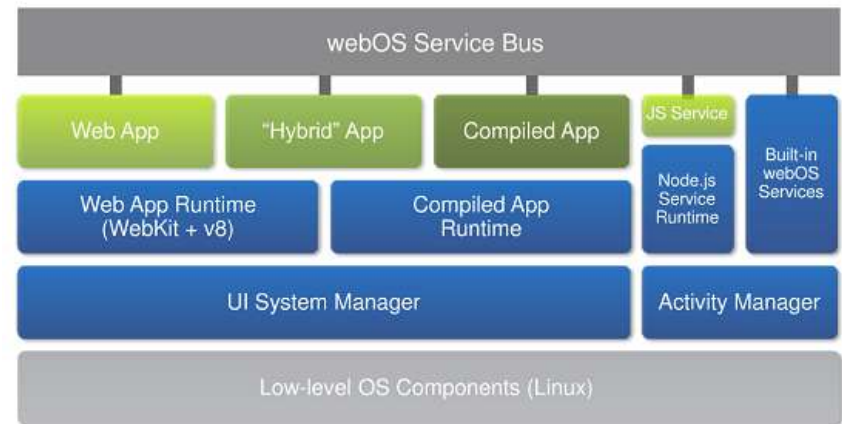 webOS Service Bus
Web App
"Hybrid" App
Compiled App
JS Service
Built-in
webOS
Services
Web App Runtime
(WebKit + v8)
Compiled App
Runtime
Node.js
Service
Runtime
UI System Manager
Activity Manager
Low-level OS Components (Linux)